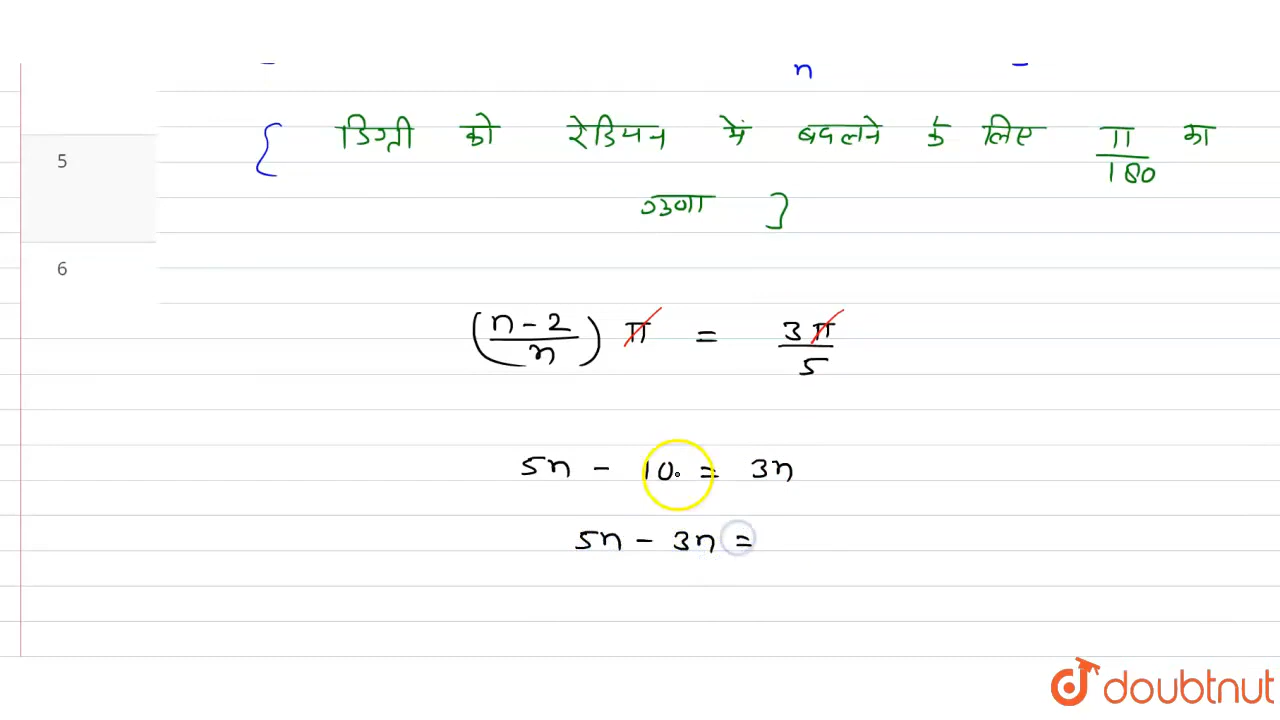 n
5
{ डिग्री को रेडियन में बदलने के लिए π/180 का
गुणा }
6
(n-2/n) π = 3π/5
5n - 10 = 3n
5n - 3n =
doubtnut